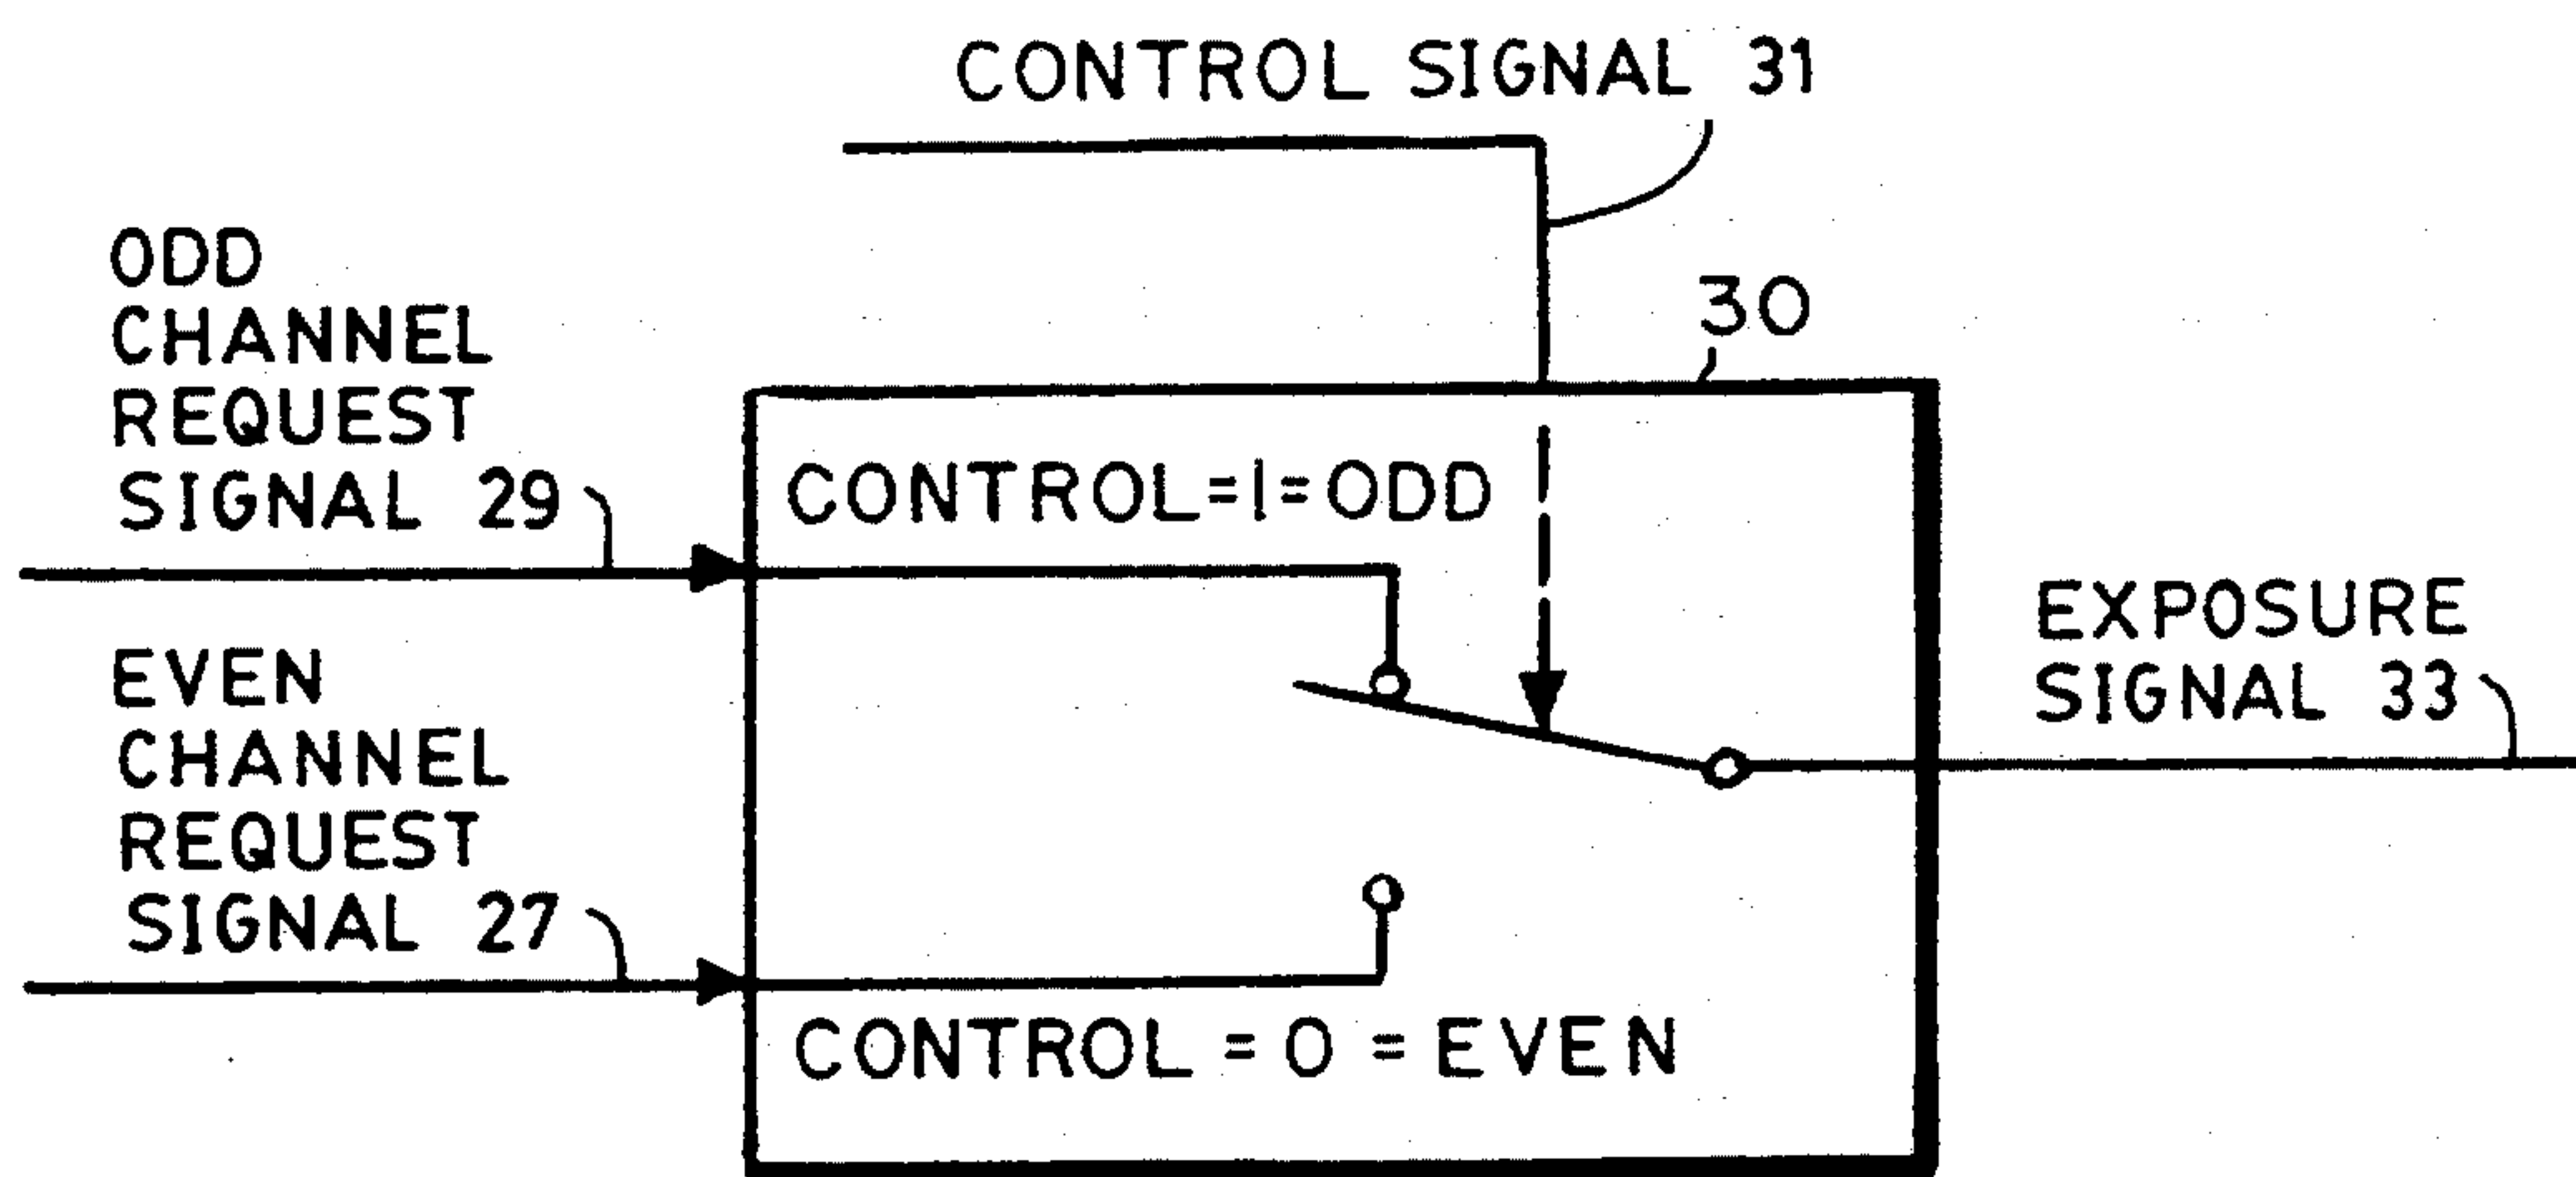 CONTROL SIGNAL 31
ODD
CHANNEL
REQUEST
SIGNAL 29
30
CONTROL=1=ODD
EVEN
CHANNEL
REQUEST
SIGNAL 27
EXPOSURE
SIGNAL 33
CONTROL = 0 = EVEN